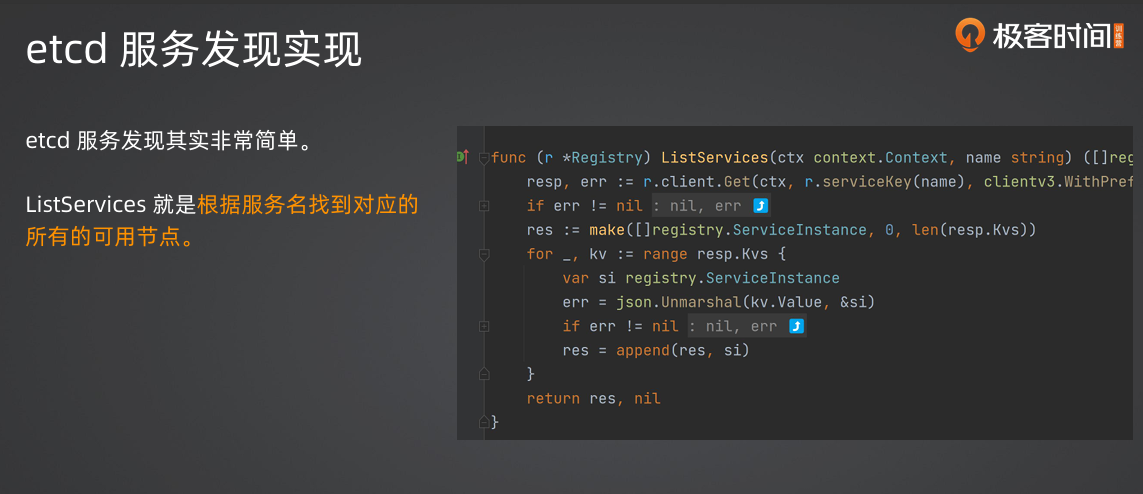 etcd 服务发现实现
极客时间 训练营
etcd 服务发现其实非常简单。
ListServices 就是根据服务名找到对应的
所有的可用节点。
func (r *Registry) ListServices(ctx context.Context, name string) ([]reg
resp, err := r.client.Get(ctx, r.serviceKey(name), clientv3.WithPref
if err != nil : nil, err
res := make([]registry.ServiceInstance, 0, len(resp.Kvs))
for _, kv := range resp.Kvs {
var si registry.ServiceInstance
err = json.Unmarshal(kv.Value, &si)
if err != nil : nil, err
res = append(res, si)
}
return res, nil
}